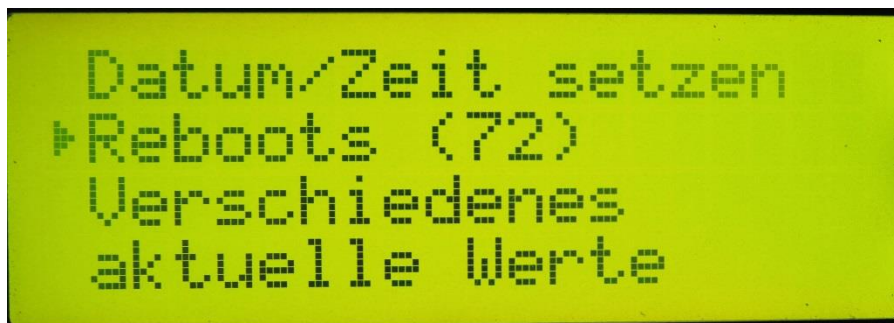 Datum/Zeit setzen
Reboots (72)
Verschiedenes
aktuelle Werte